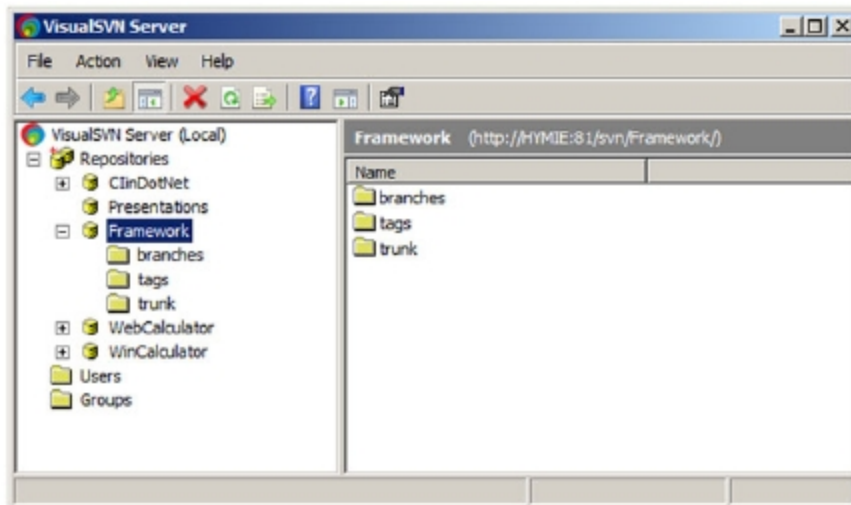 VisualSVN Server
File Action View Help
VisualSVN Server (Local)
Repositories
CIinDotNet
Presentations
Framework
branches
tags
trunk
WebCalculator
WinCalculator
Users
Groups
Framework (http://HYMIE:81/svn/Framework/)
Name
branches
tags
trunk